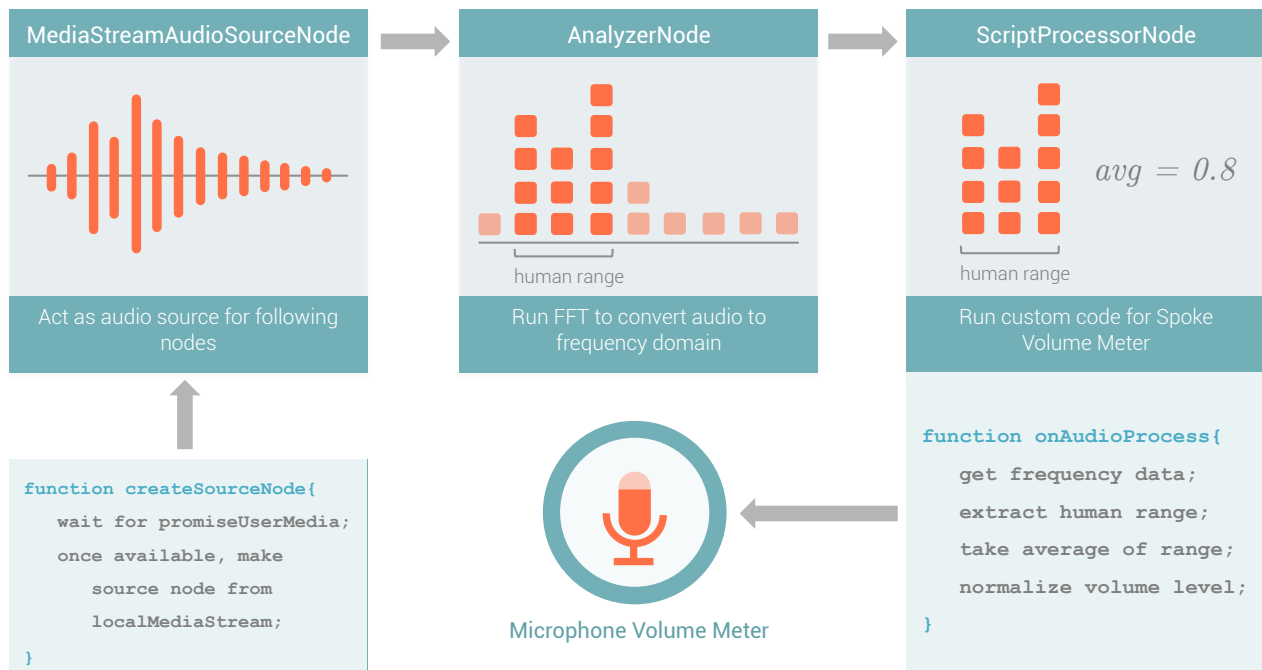 MediaStreamAudioSourceNode
Act as audio source for following
nodes
function createSourceNode{
wait for promiseUserMedia;
once available, make
source node from
localMediaStream;
}
AnalyzerNode
human range
Run FFT to convert audio to
frequency domain
Microphone Volume Meter
ScriptProcessorNode
avg = 0.8
human range
Run custom code for Spoke
Volume Meter
function onAudioProcess{
get frequency data;
extract human range;
take average of range;
normalize volume level;
}